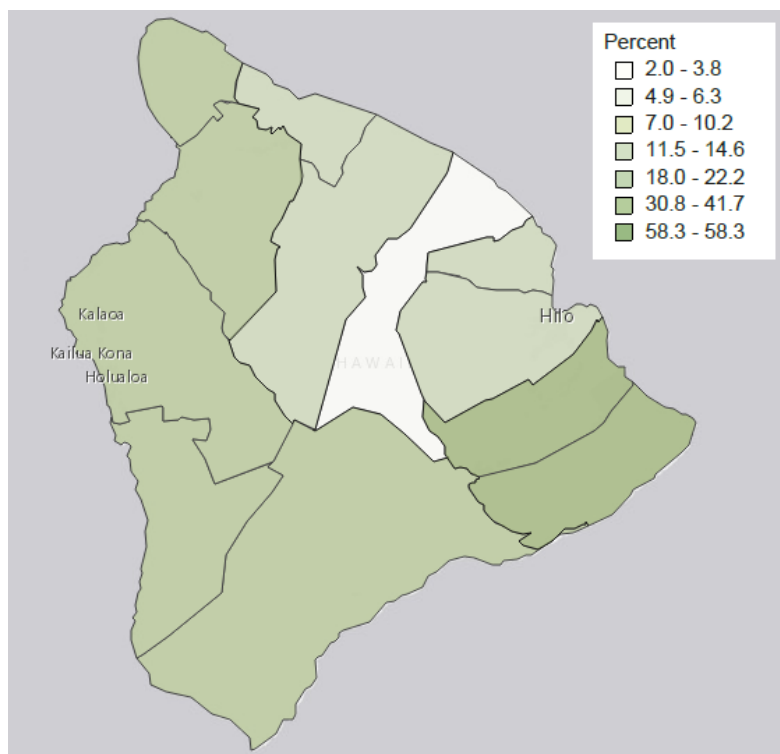 Percent
2.0 - 3.8
4.9 - 6.3
7.0 - 10.2
11.5 - 14.6
18.0 - 22.2
30.8 - 41.7
58.3 - 58.3
Kalaoa
Hilo
Kailua Kona
HAWAI
Holualoa